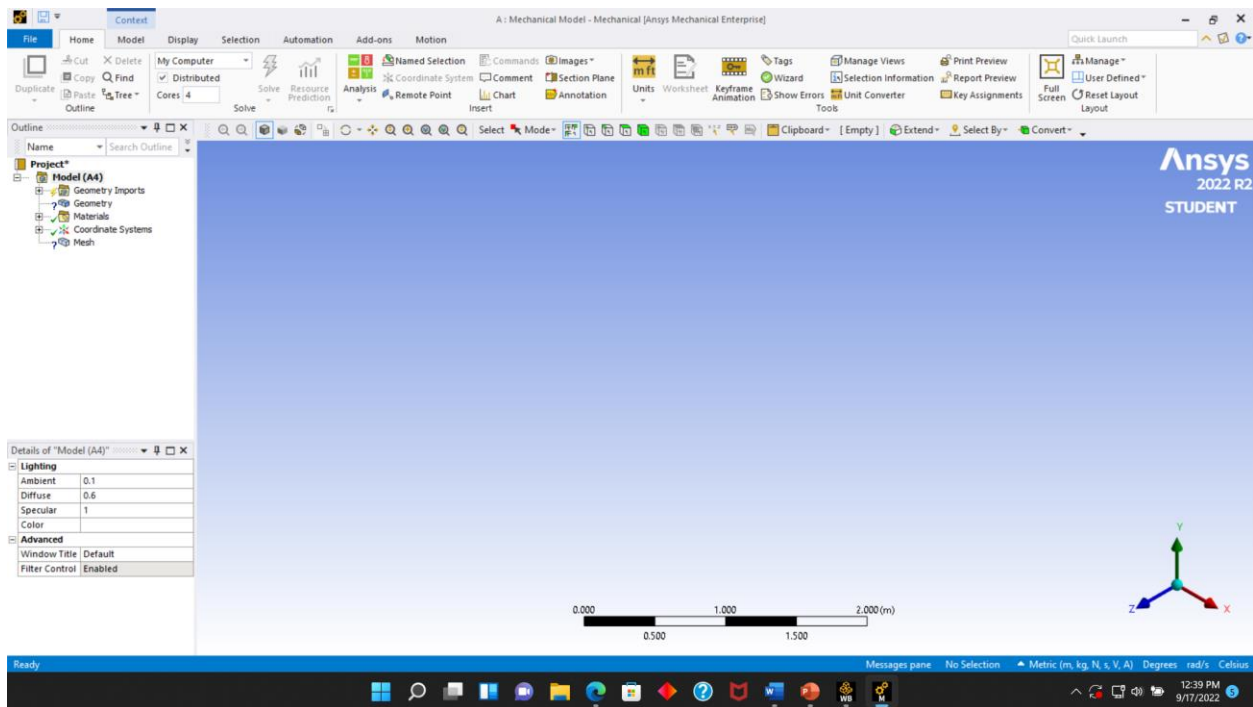 Context
A : Mechanical Model - Mechanical [Ansys Mechanical Enterprise]
File Home Model Display Selection Automation Add-ons Motion
Quick Launch
Duplicate
Cut
Copy
Paste
Delete
Find
Tree
Outline
My Computer
Distributed
Cores 4
Solve
Resource Prediction
Solve
Analysis
Named Selection
Coordinate System
Remote Point
Commands
Comment
Chart
Images
Section Plane
Annotation
Insert
m ft
Units
Worksheet
Keyframe Animation
Tags
Wizard
Show Errors
Manage Views
Selection Information
Unit Converter
Print Preview
Report Preview
Key Assignments
Tools
Full Screen
Manage
User Defined
Reset Layout
Layout
Outline
Select Mode Clipboard [ Empty ] Extend Select By Convert
Name Search Outline
Project*
Model (A4)
Geometry Imports
Geometry
Materials
Coordinate Systems
Mesh
Ansys
2022 R2
STUDENT
Details of "Model (A4)"
Lighting
Ambient 0.1
Diffuse 0.6
Specular 1
Color
Advanced
Window Title Default
Filter Control Enabled
Y
Z X
0.000 1.000 2.000 (m)
0.500 1.500
Ready
Messages pane No Selection Metric (m, kg, N, s, V, A) Degrees rad/s Celsius
WB
M
12:39 PM
9/17/2022
5